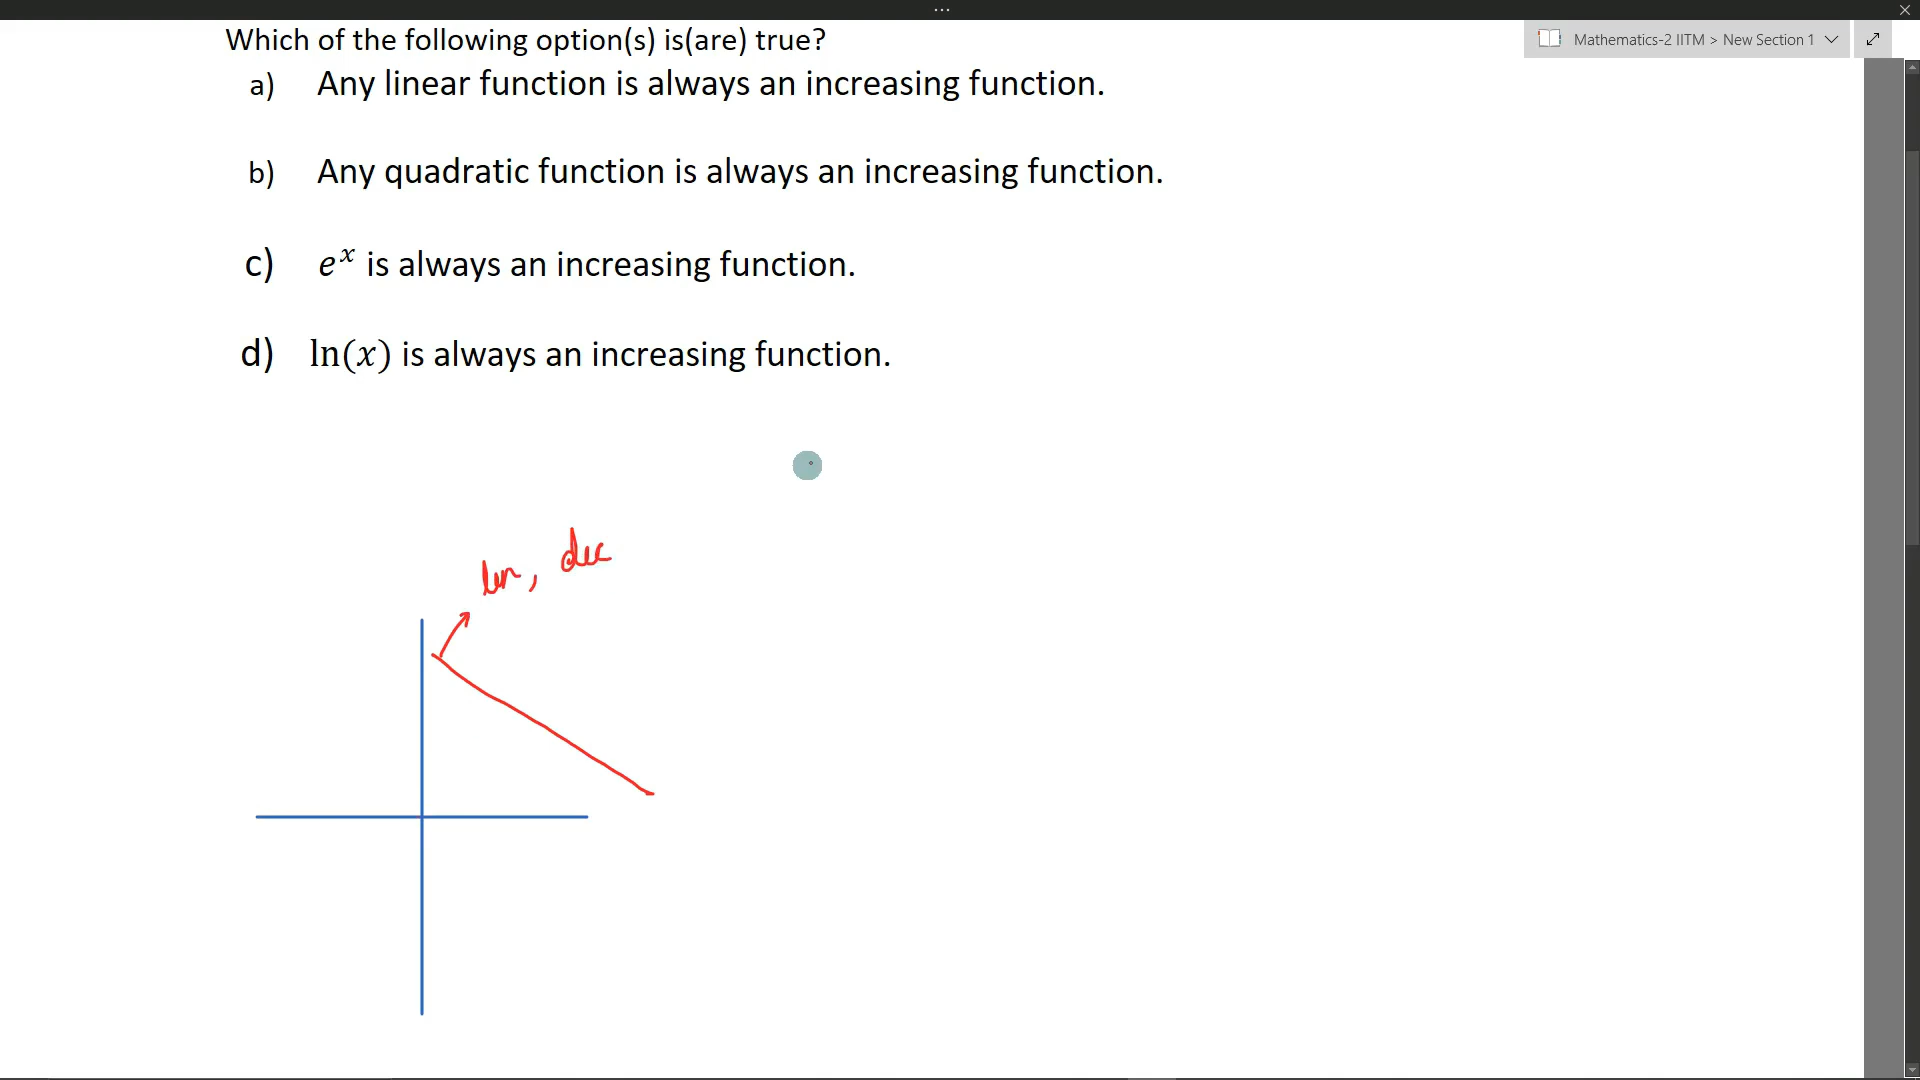 Which of the following option(s) is(are) true?
Mathematics-2 IITM > New Section 1
a) Any linear function is always an increasing function.
b) Any quadratic function is always an increasing function.
c) eˣ is always an increasing function.
d) ln(x) is always an increasing function.
lin, dec